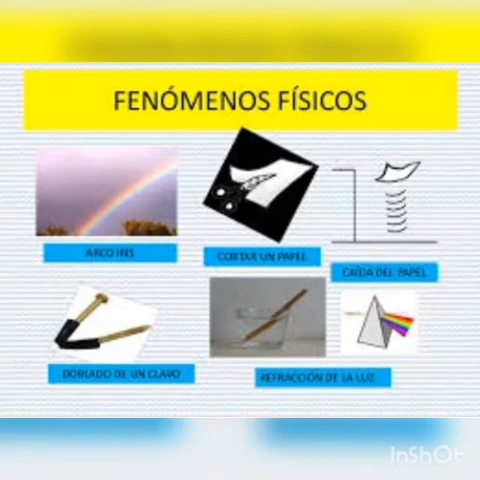 FENÓMENOS FÍSICOS
ARCO IRIS
CORTAR UN PAPEL
CAÍDA DEL PAPEL
DOBLADO DE UN CLAVO
REFRACCIÓN DE LA LUZ
InShOt